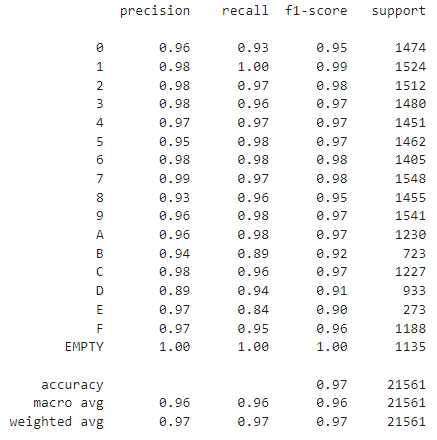 precision recall f1-score support
0 0.96 0.93 0.95 1474
1 0.98 1.00 0.99 1524
2 0.98 0.97 0.98 1512
3 0.98 0.96 0.97 1480
4 0.97 0.97 0.97 1451
5 0.95 0.98 0.97 1462
6 0.98 0.98 0.98 1405
7 0.99 0.97 0.98 1548
8 0.93 0.96 0.95 1455
9 0.96 0.98 0.97 1541
A 0.96 0.98 0.97 1230
B 0.94 0.89 0.92 723
C 0.98 0.96 0.97 1227
D 0.89 0.94 0.91 933
E 0.97 0.84 0.90 273
F 0.97 0.95 0.96 1188
EMPTY 1.00 1.00 1.00 1135
accuracy 0.97 21561
macro avg 0.96 0.96 0.96 21561
weighted avg 0.97 0.97 0.97 21561